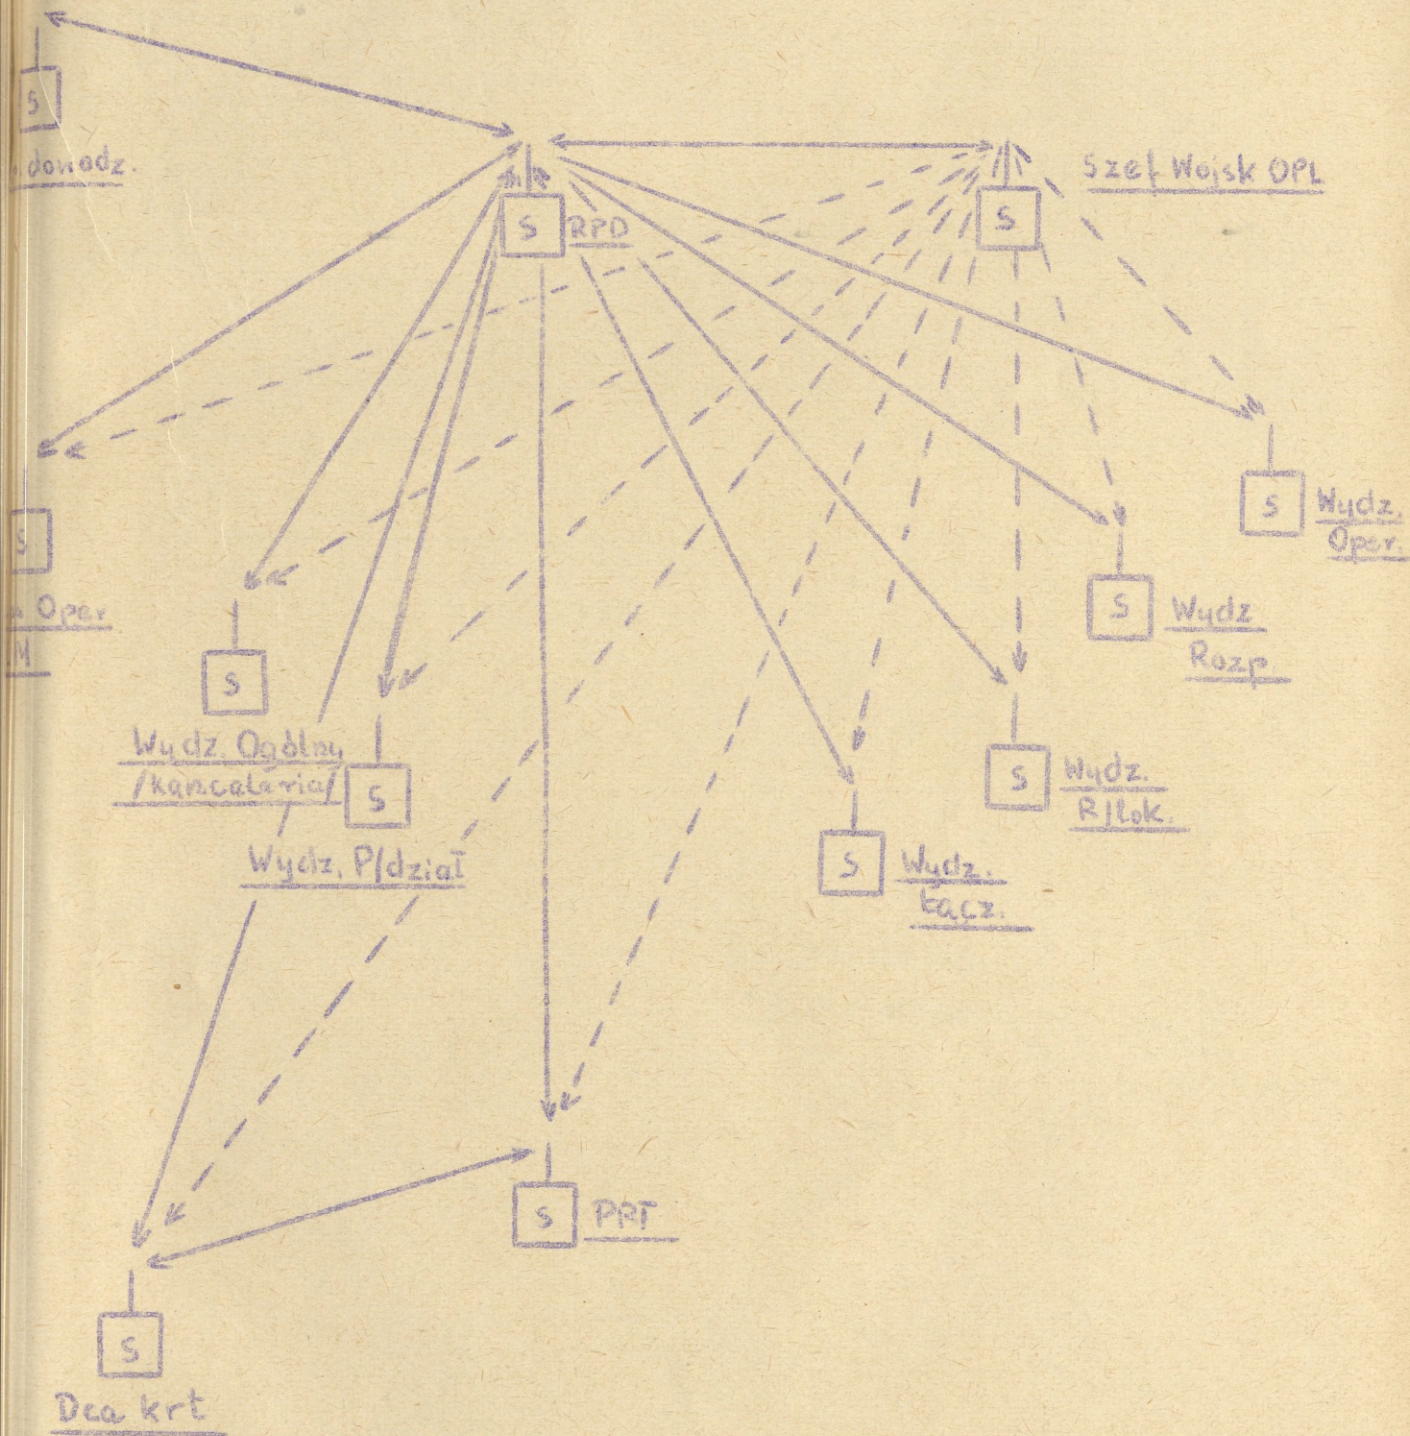 S
dowodz.
S
RPD
S
Szef Wojsk OPL
S
Wydz.
Oper.
S
Oper
M
S
Wydz
Rozp.
S
Wydz. Ogólny
/kancelaria/
S
Wydz. P/dział
S
Wydz.
R/lok.
S
Wydz.
Łącz.
S
PRT
S
Dca krt